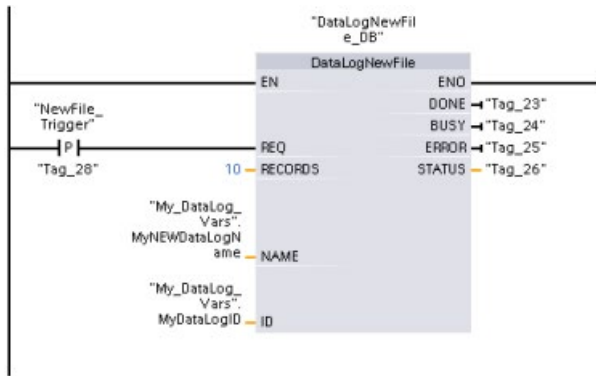 "DataLogNewFil
e_DB"
DataLogNewFile
EN ENO
DONE "Tag_23"
"NewFile_
Trigger"
BUSY "Tag_24"
P REQ ERROR "Tag_25"
"Tag_28" 10 RECORDS STATUS "Tag_26"
"My_DataLog_
Vars".
MyNEWDataLogN
ame NAME
"My_DataLog_
Vars".
MyDataLogID ID